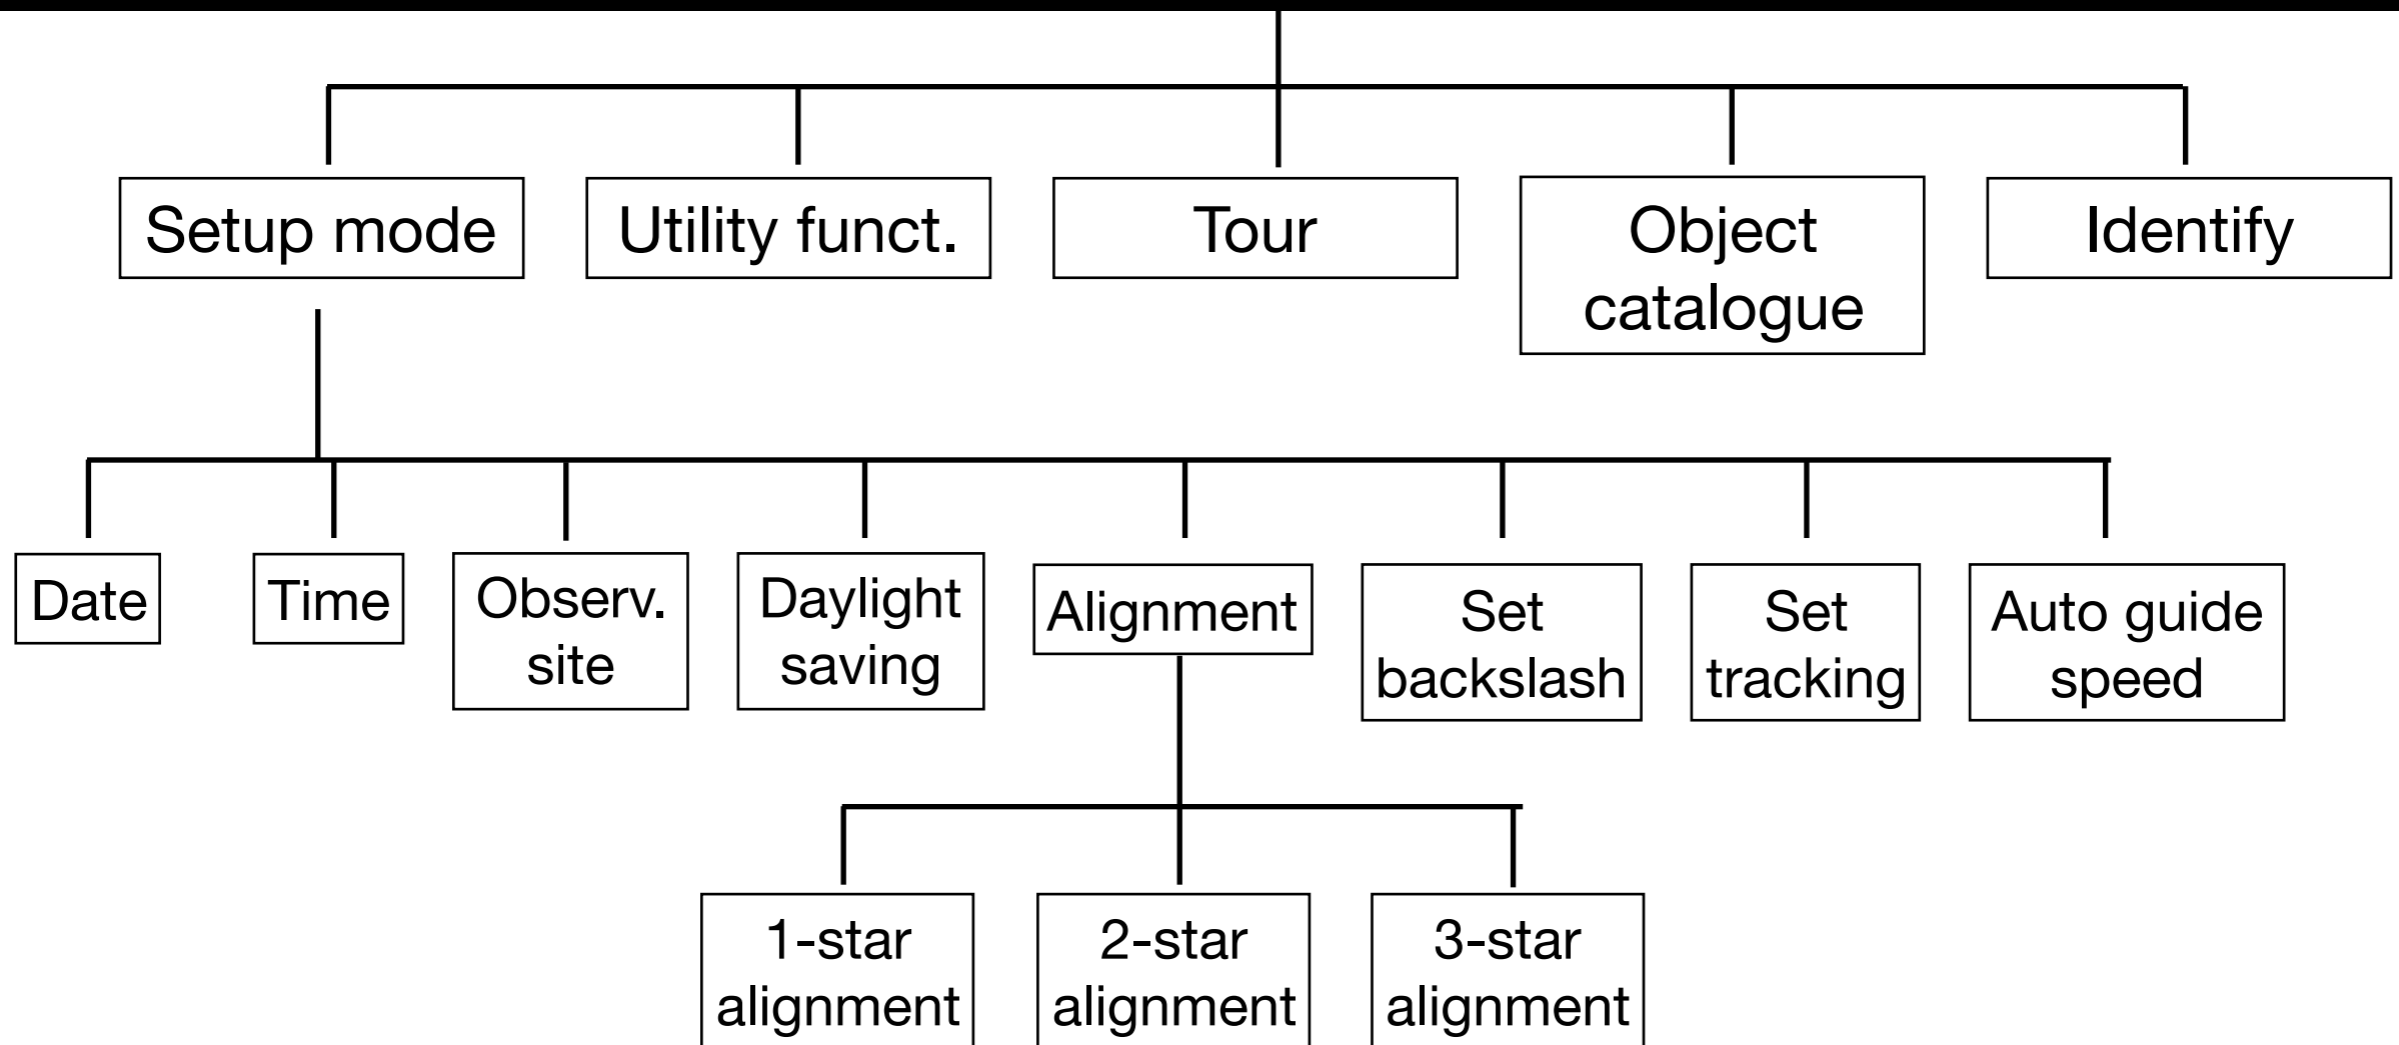 Setup mode
Utility funct.
Tour
Object
catalogue
Identify
Date
Time
Observ.
site
Daylight
saving
Alignment
Set
backslash
Set
tracking
Auto guide
speed
1-star
alignment
2-star
alignment
3-star
alignment